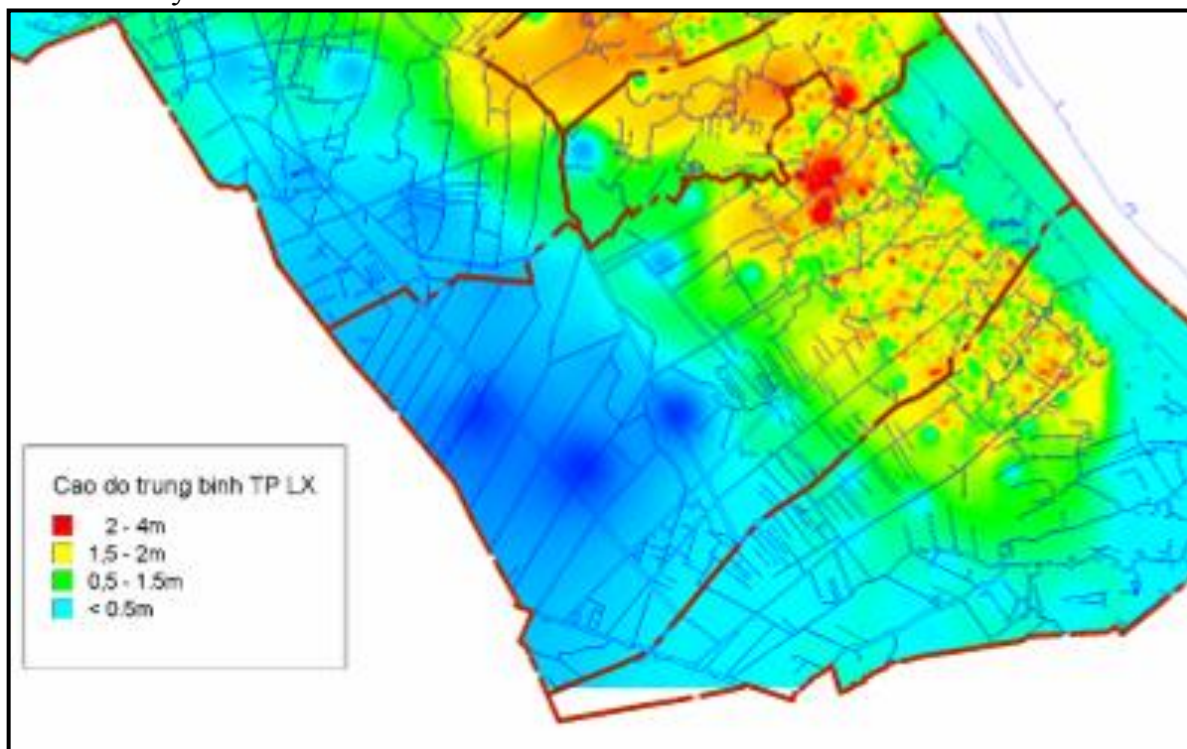 Cao do trung binh TP LX
2 - 4m
1,5 - 2m
0,5 - 1.5m
< 0.5m